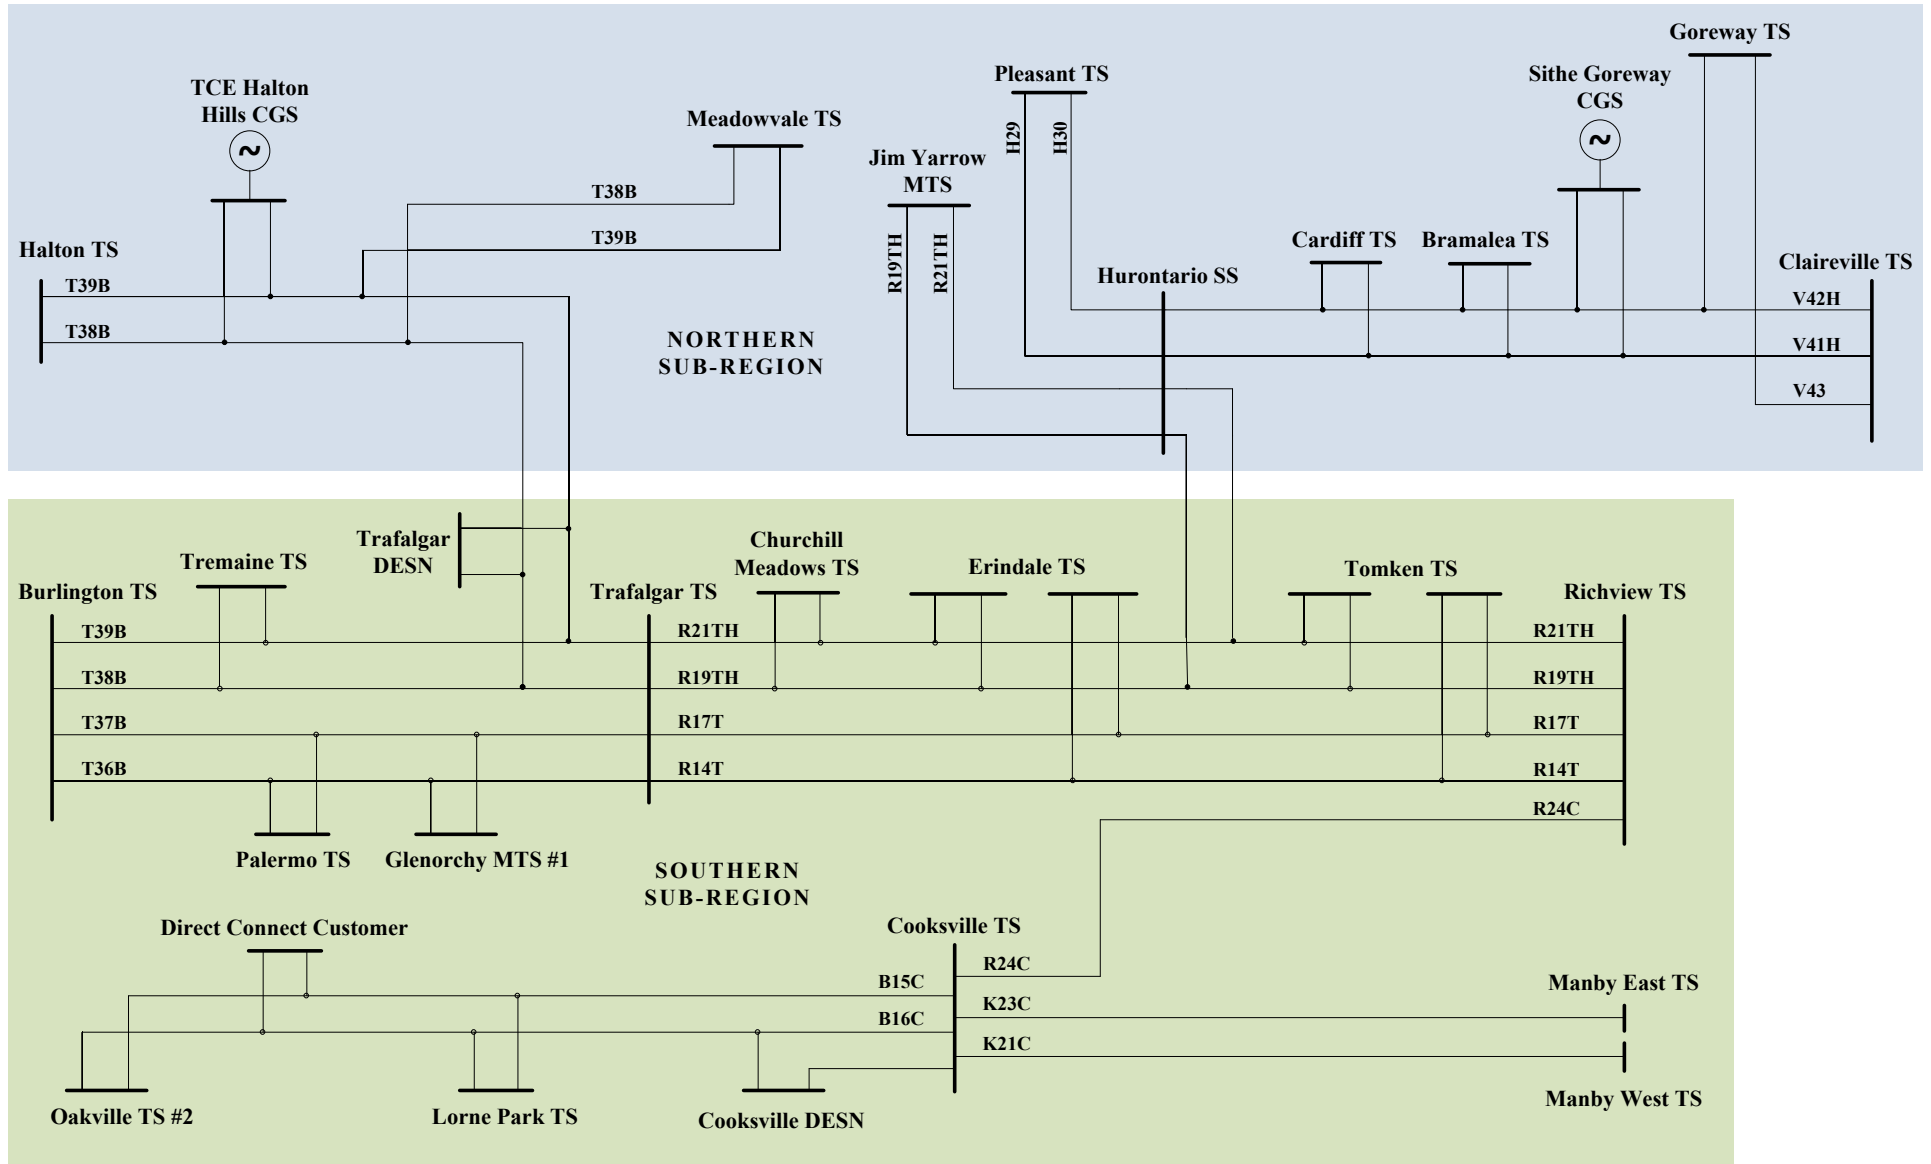 Goreway TS
Pleasant TS
Sithe Goreway
CGS
TCE Halton
Hills CGS
Meadowvale TS
H29
H30
Jim Yarrow
MTS
T38B
T39B
R19TH
R21TH
Cardiff TS
Bramalea TS
Halton TS
Hurontario SS
Claireville TS
T39B
V42H
T38B
V41H
V43
NORTHERN
SUB-REGION
Trafalgar
DESN
Churchill
Meadows TS
Tremaine TS
Erindale TS
Tomken TS
Burlington TS
Trafalgar TS
Richview TS
T39B
R21TH
R21TH
T38B
R19TH
R19TH
T37B
R17T
R17T
T36B
R14T
R14T
R24C
Palermo TS
Glenorchy MTS #1
SOUTHERN
SUB-REGION
Direct Connect Customer
Cooksville TS
R24C
B15C
K23C
B16C
K21C
Manby East TS
Manby West TS
Oakville TS #2
Lorne Park TS
Cooksville DESN